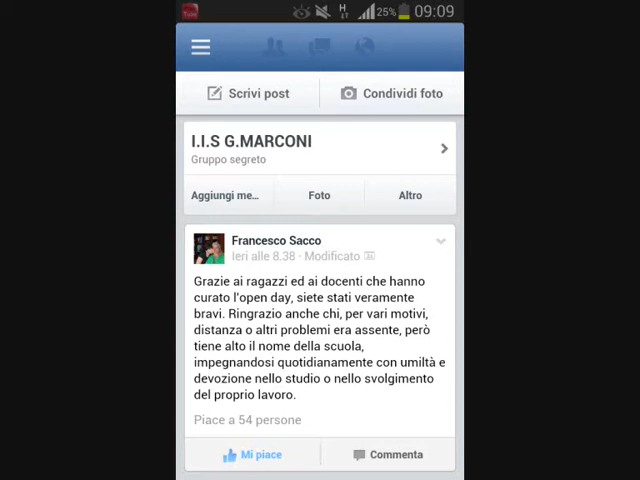 H
25%
09:09
Scrivi post
Condividi foto
I.I.S G.MARCONI
Gruppo segreto
Aggiungi me...
Foto
Altro
Francesco Sacco
Ieri alle 8.38 · Modificato
Grazie ai ragazzi ed ai docenti che hanno
curato l'open day, siete stati veramente
bravi. Ringrazio anche chi, per vari motivi,
distanza o altri problemi era assente, però
tiene alto il nome della scuola,
impegnandosi quotidianamente con umiltà e
devozione nello studio o nello svolgimento
del proprio lavoro.
Piace a 54 persone
Mi piace
Commenta